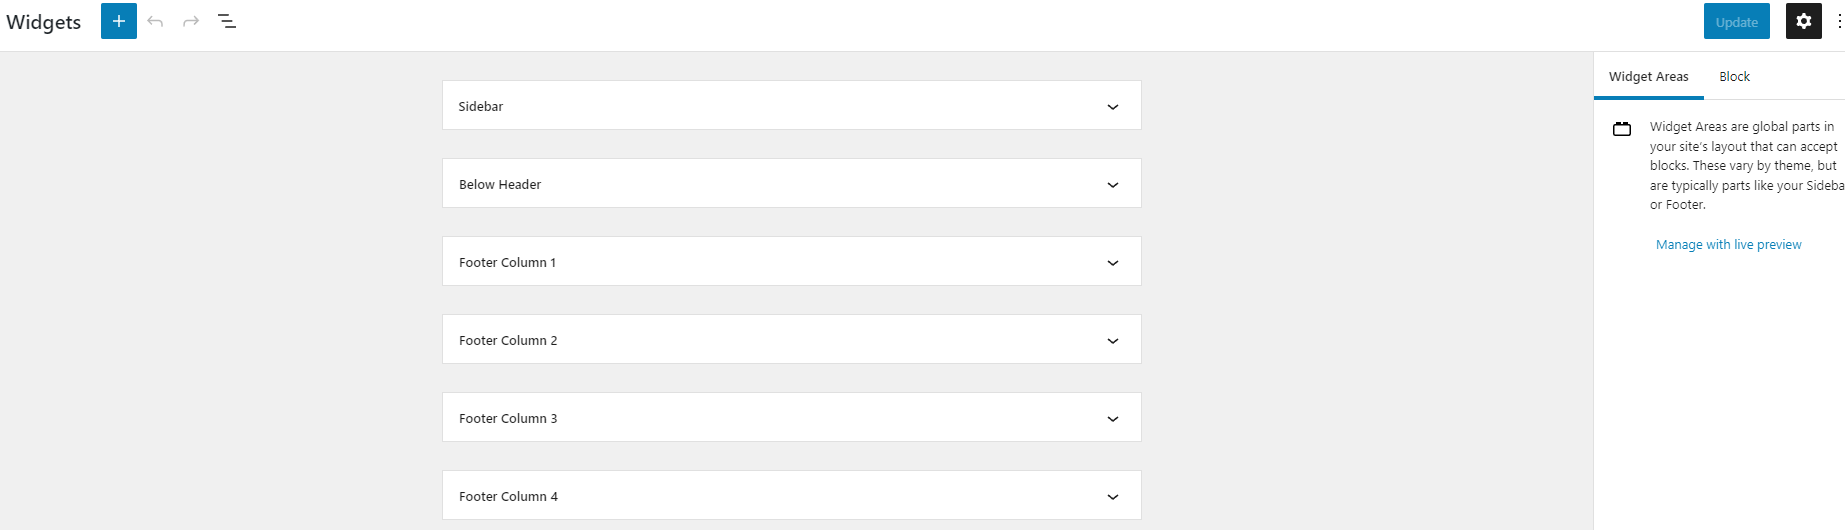 Widgets
Update
Widget Areas Block
Sidebar
Below Header
Footer Column 1
Footer Column 2
Footer Column 3
Footer Column 4
Widget Areas are global parts in
your site's layout that can accept
blocks. These vary by theme, but
are typically parts like your Sideba
or Footer.
Manage with live preview